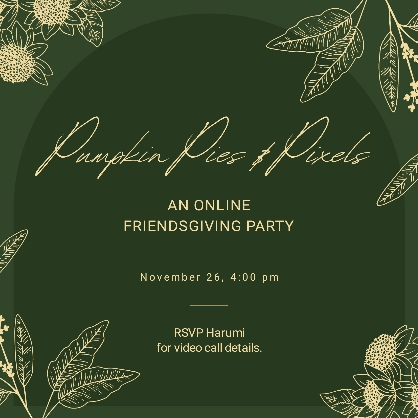 Pumpkin Pies & Pixels
AN ONLINE
FRIENDSGIVING PARTY
November 26, 4:00 pm
RSVP Harumi
for video call details.